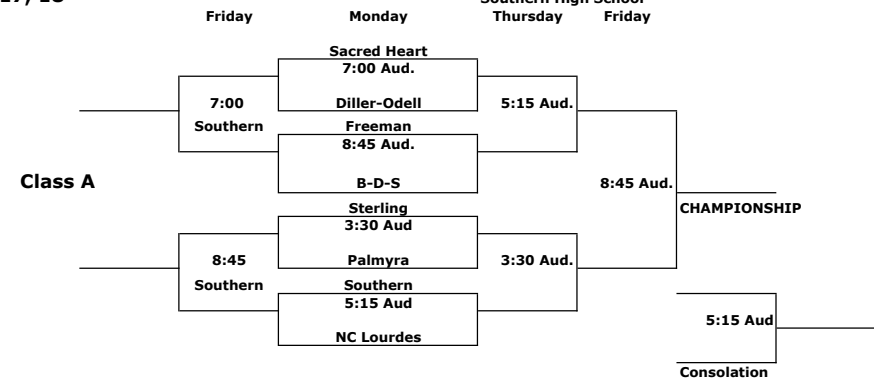 Friday Monday Thursday Friday
Sacred Heart
7:00 Aud.
7:00 Diller-Odell 5:15 Aud.
Southern Freeman
8:45 Aud.
Class A B-D-S 8:45 Aud.
Sterling CHAMPIONSHIP
3:30 Aud
8:45 Palmyra 3:30 Aud.
Southern Southern
5:15 Aud
5:15 Aud
NC Lourdes
Consolation